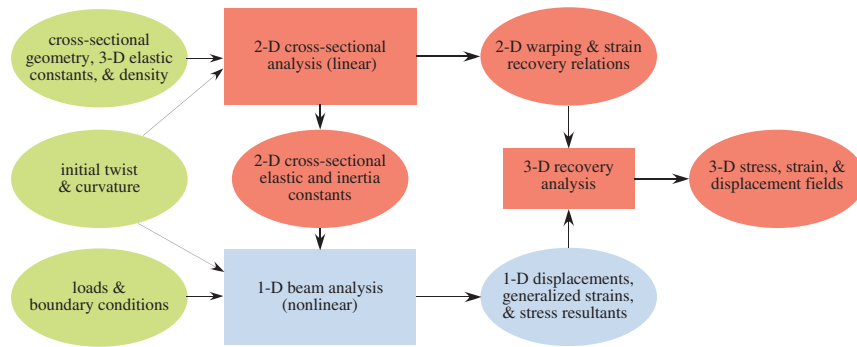 cross-sectional
geometry, 3-D elastic
constants, & density
2-D cross-sectional
analysis (linear)
2-D warping & strain
recovery relations
initial twist
& curvature
2-D cross-sectional
elastic and inertia
constants
3-D recovery
analysis
3-D stress, strain, &
displacement fields
loads &
boundary conditions
1-D beam analysis
(nonlinear)
1-D displacements,
generalized strains,
& stress resultants